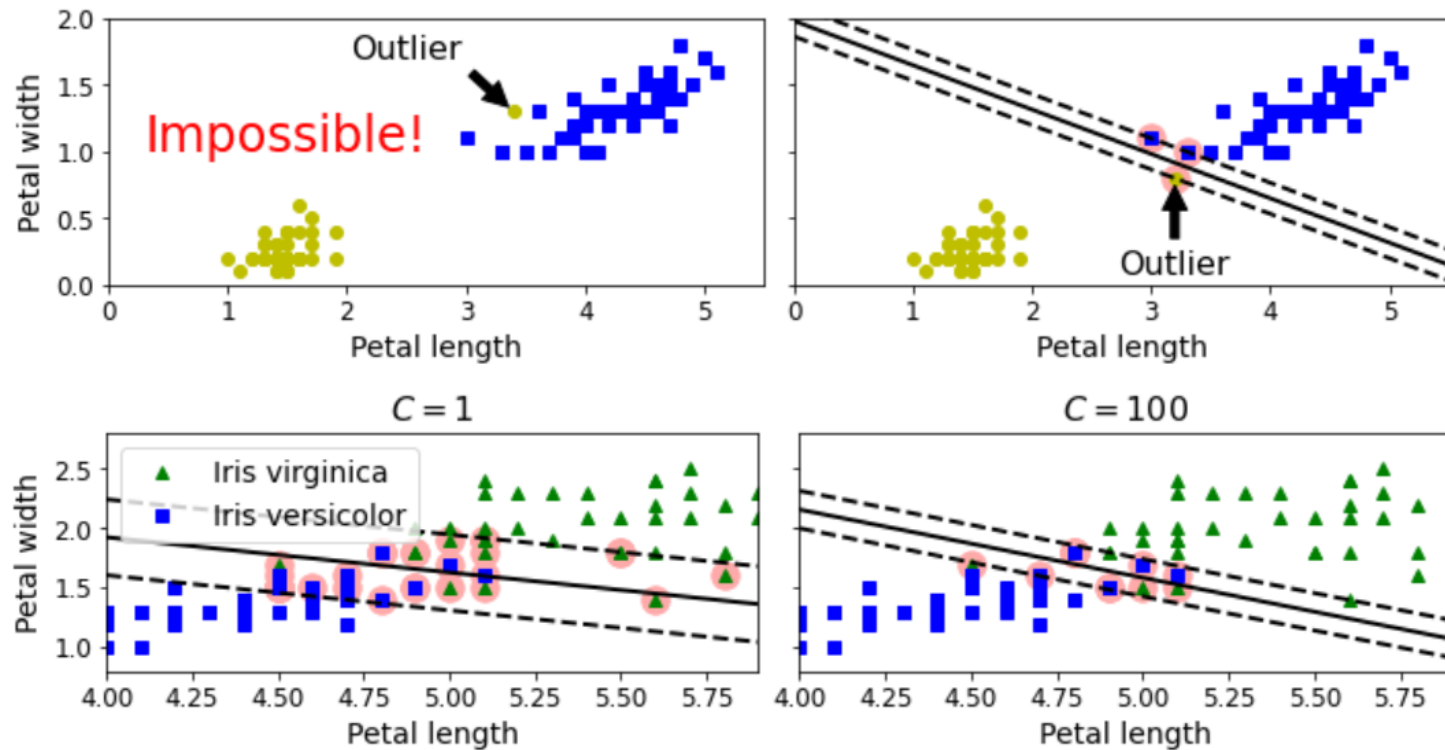 2.0
1.5
1.0
0.5
0.0
Petal width
Outlier
Impossible!
0 1 2 3 4 5
Petal length
Outlier
0 1 2 3 4 5
Petal length
C = 1
2.5
2.0
1.5
1.0
Petal width
Iris virginica
Iris versicolor
4.00 4.25 4.50 4.75 5.00 5.25 5.50 5.75
Petal length
C = 100
4.00 4.25 4.50 4.75 5.00 5.25 5.50 5.75
Petal length